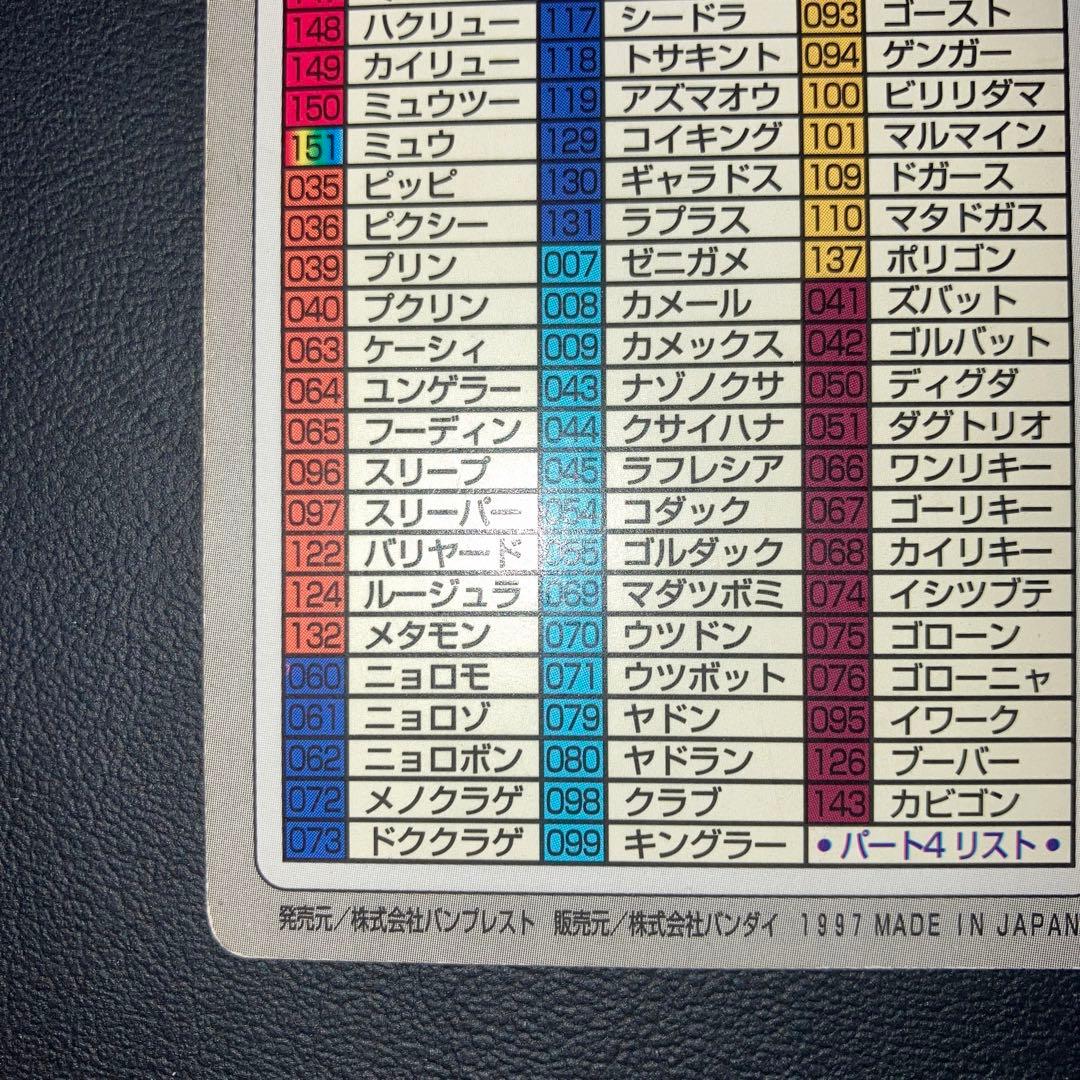 148 ハクリュー 117 シードラ 093 ゴースト
149 カイリュー 118 トサキント 094 ゲンガー
150 ミュウツー 119 アズマオウ 100 ビリリダマ
151 ミュウ 129 コイキング 101 マルマイン
035 ピッピ 130 ギャラドス 109 ドガース
036 ピクシー 131 ラプラス 110 マタドガス
039 プリン 007 ゼニガメ 137 ポリゴン
040 プクリン 008 カメール 041 ズバット
063 ケーシィ 009 カメックス 042 ゴルバット
064 ユンゲラー 043 ナゾノクサ 050 ディグダ
065 フーディン 044 クサイハナ 051 ダグトリオ
096 スリープ 045 ラフレシア 066 ワンリキー
097 スリーパー 054 コダック 067 ゴーリキー
122 バリヤード 055 ゴルダック 068 カイリキー
124 ルージュラ 069 マダツボミ 074 イシツブテ
132 メタモン 070 ウツドン 075 ゴローン
060 ニョロモ 071 ウツボット 076 ゴローニャ
061 ニョロゾ 079 ヤドン 095 イワーク
062 ニョロボン 080 ヤドラン 126 ブーバー
072 メノクラゲ 098 クラブ 143 カビゴン
073 ドククラゲ 099 キングラー •パート4 リスト•
発売元／株式会社バンプレスト 販売元／株式会社バンダイ 1997 MADE IN JAPAN